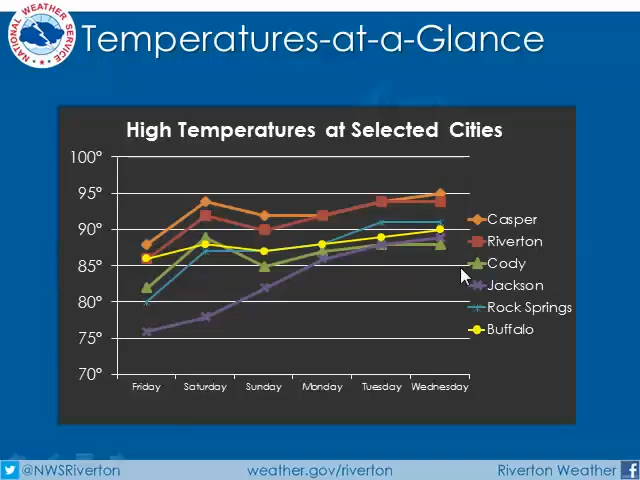 NATIONAL WEATHER SERVICE
Temperatures-at-a-Glance
High Temperatures at Selected Cities
100°
95°
90°
85°
80°
75°
70°
Casper
Riverton
Cody
Jackson
Rock Springs
Buffalo
Friday Saturday Sunday Monday Tuesday Wednesday
@NWSRiverton weather.gov/riverton Riverton Weather